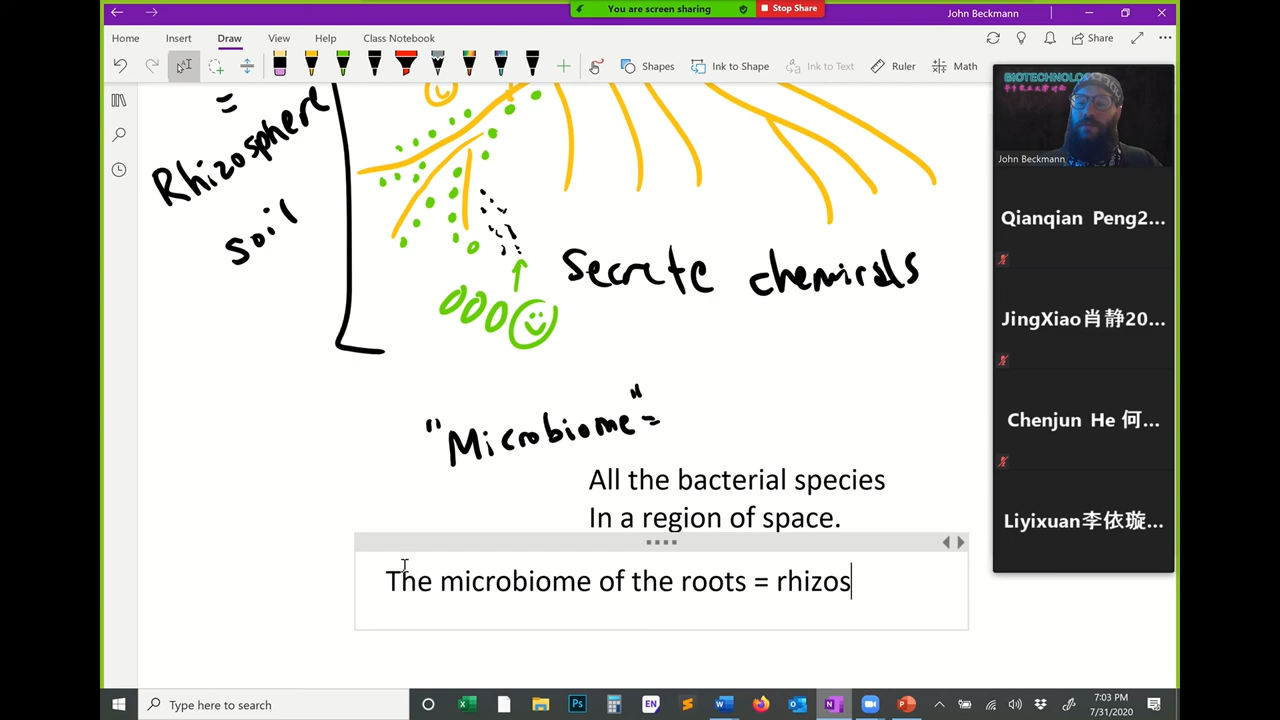 You are screen sharing
Stop Share
John Beckmann
Home
Insert
Draw
View
Help
Class Notebook
Share
Shapes
Ink to Shape
Ink to Text
Ruler
Math
=
Rhizosphere
soil
Secrete chemicals
"Microbiome" =
All the bacterial species
In a region of space.
The microbiome of the roots = rhizos
BIOTECHNOLOG
John Beckmann
Qianqian Peng2...
JingXiao肖静20...
Chenjun He 何...
Liyixuan李依璇...
Type here to search
Ps
EN
7:03 PM
7/31/2020